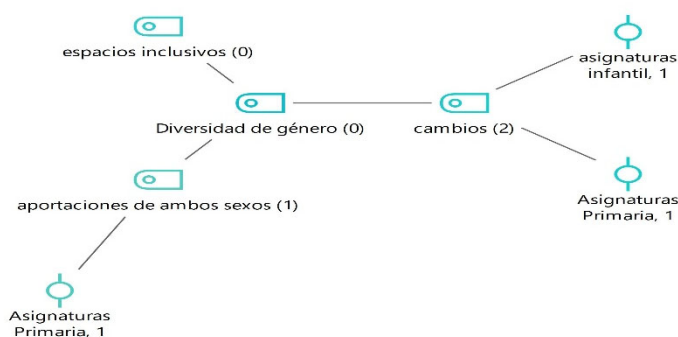 espacios inclusivos (0)
asignaturas
infantil, 1
Diversidad de género (0)
cambios (2)
aportaciones de ambos sexos (1)
Asignaturas
Primaria, 1
Asignaturas
Primaria, 1